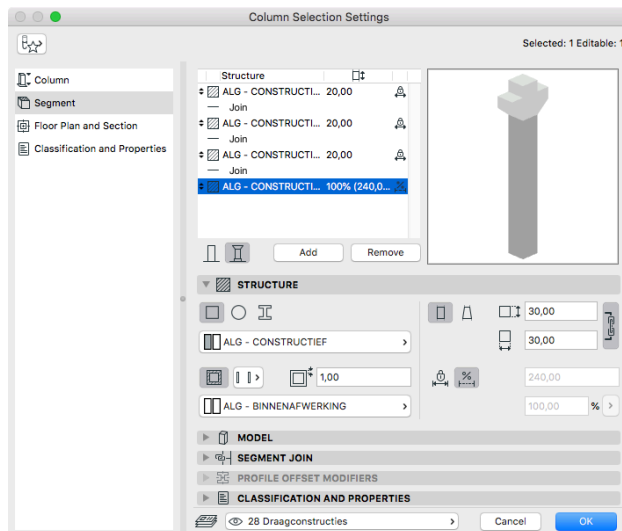 Column Selection Settings
Selected: 1 Editable: 1
Column
Segment
Floor Plan and Section
Classification and Properties
Structure
ALG - CONSTRUCTI... 20,00
Join
ALG - CONSTRUCTI... 20,00
Join
ALG - CONSTRUCTI... 20,00
Join
ALG - CONSTRUCTI... 100% (240,0...
Add
Remove
STRUCTURE
30,00
ALG - CONSTRUCTIEF
30,00
1,00
%
240,00
ALG - BINNENAFWERKING
100,00 %
MODEL
SEGMENT JOIN
PROFILE OFFSET MODIFIERS
CLASSIFICATION AND PROPERTIES
28 Draagconstructies
Cancel
OK